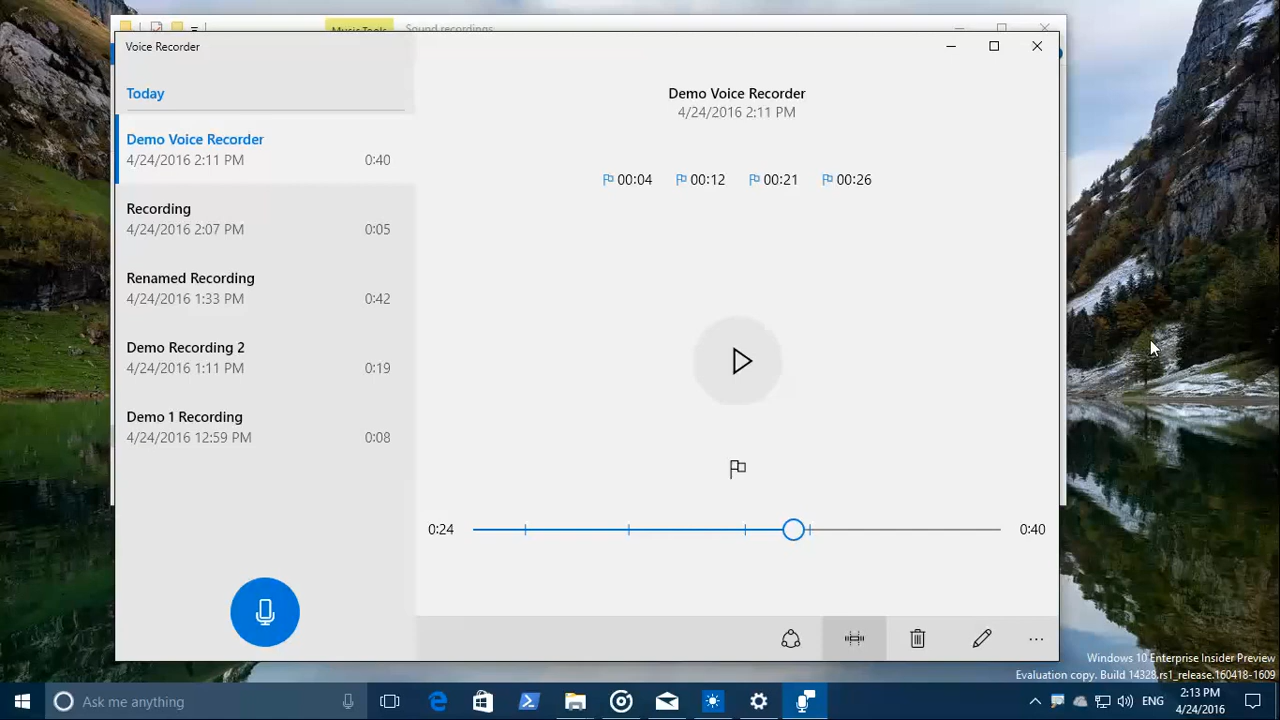 Music Tools
Sound recordings
Voice Recorder
Today
Demo Voice Recorder
4/24/2016 2:11 PM
0:40
Recording
4/24/2016 2:07 PM
0:05
Renamed Recording
4/24/2016 1:33 PM
0:42
Demo Recording 2
4/24/2016 1:11 PM
0:19
Demo 1 Recording
4/24/2016 12:59 PM
0:08
Demo Voice Recorder
4/24/2016 2:11 PM
00:04
00:12
00:21
00:26
0:24
0:40
Windows 10 Enterprise Insider Preview
Evaluation copy. Build 14328.rs1_release.160418-1609
Ask me anything
ENG
2:13 PM
4/24/2016